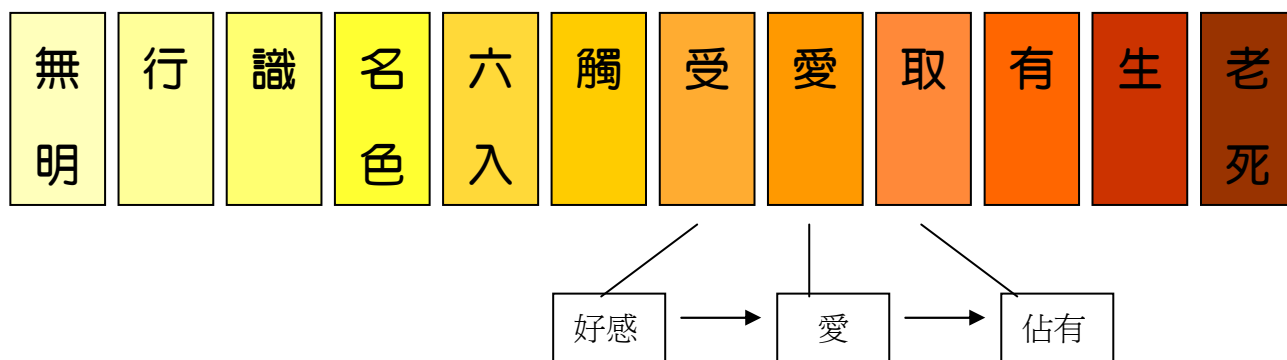 無明
行
識
名色
六入
觸
受
愛
取
有
生
老死
好感
愛
佔有